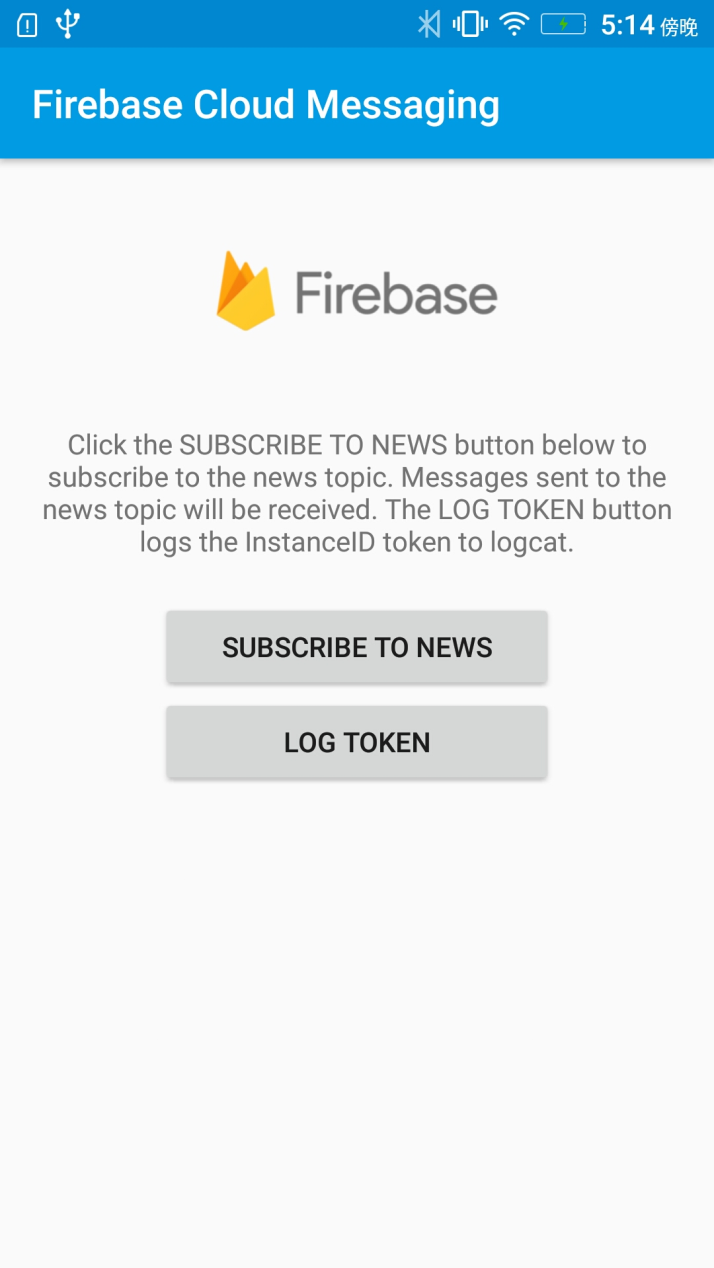 5:14 傍晚
Firebase Cloud Messaging
Firebase
Click the SUBSCRIBE TO NEWS button below to
subscribe to the news topic. Messages sent to the
news topic will be received. The LOG TOKEN button
logs the InstanceID token to logcat.
SUBSCRIBE TO NEWS
LOG TOKEN